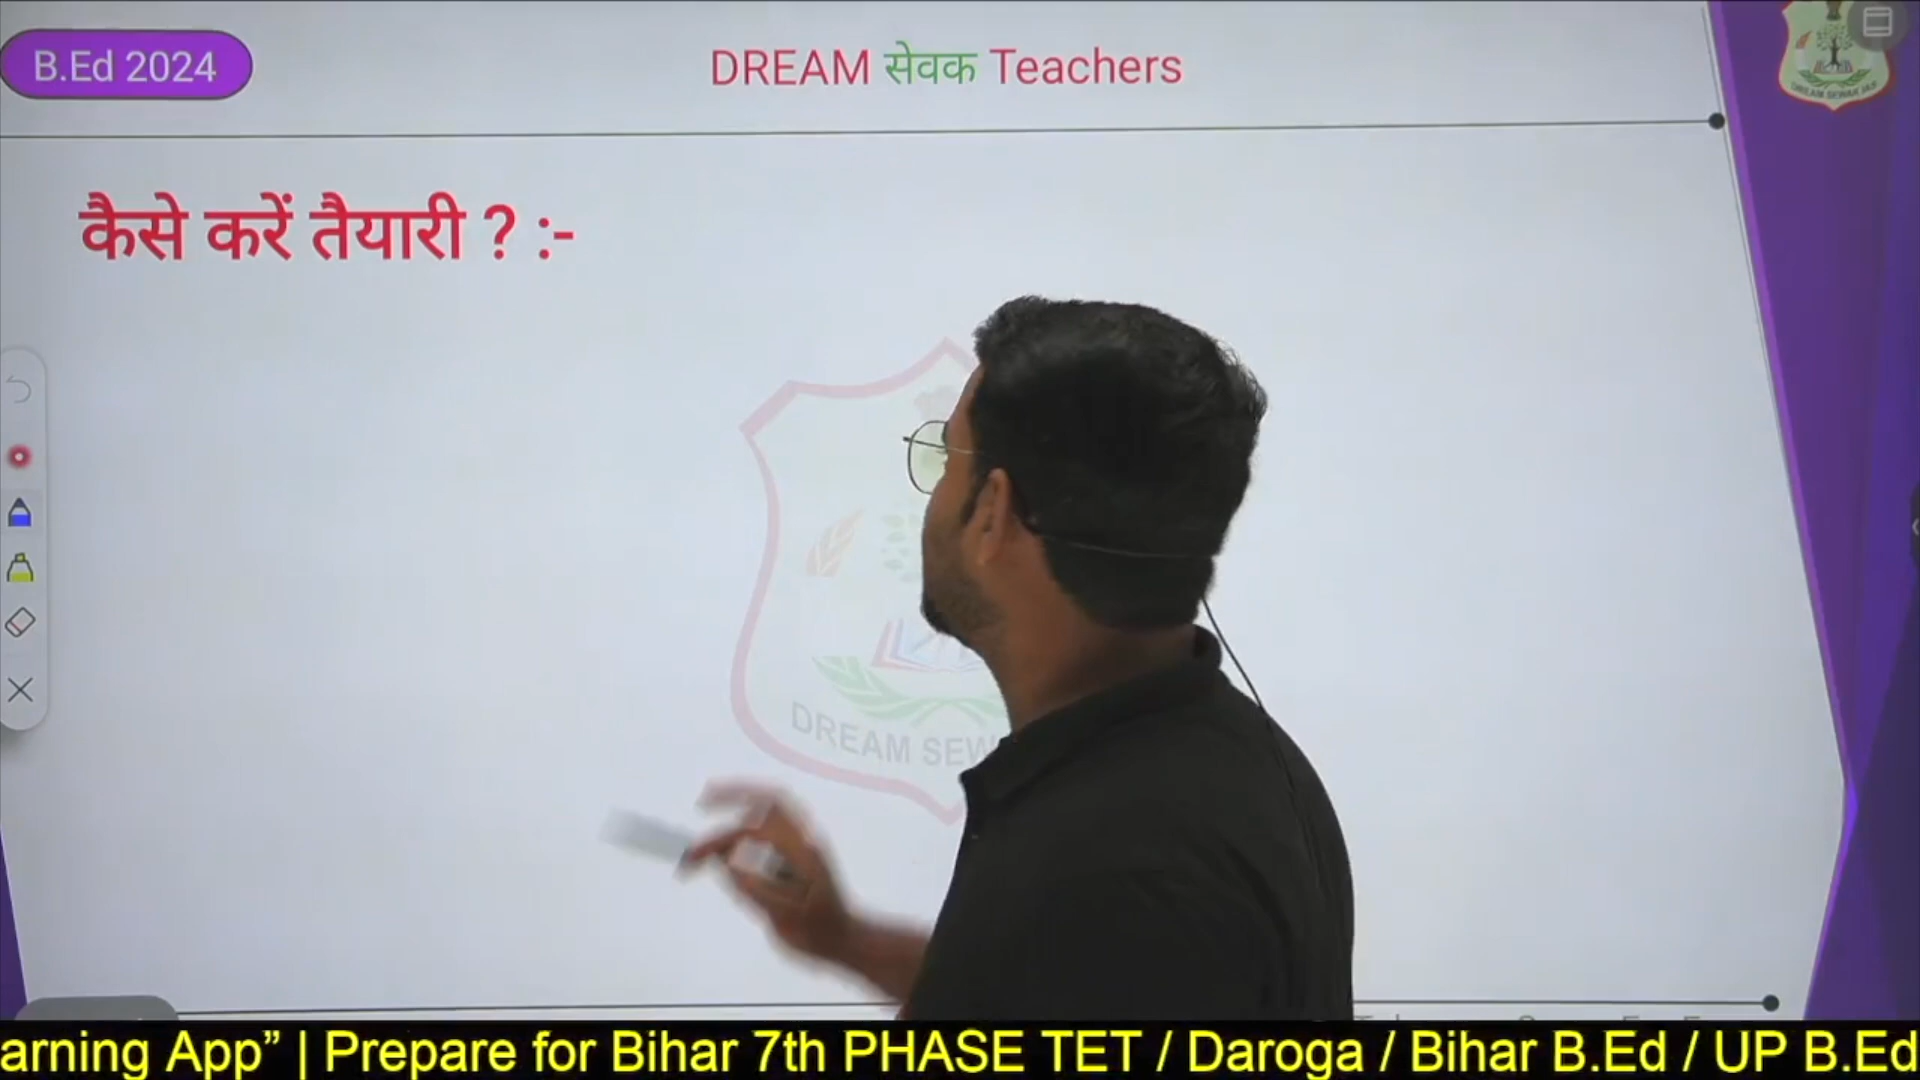 B.Ed 2024
DREAM सेवक Teachers
कैसे करें तैयारी ? :-
DREAM SEW
arning App” | Prepare for Bihar 7th PHASE TET / Daroga / Bihar B.Ed / UP B.Ed